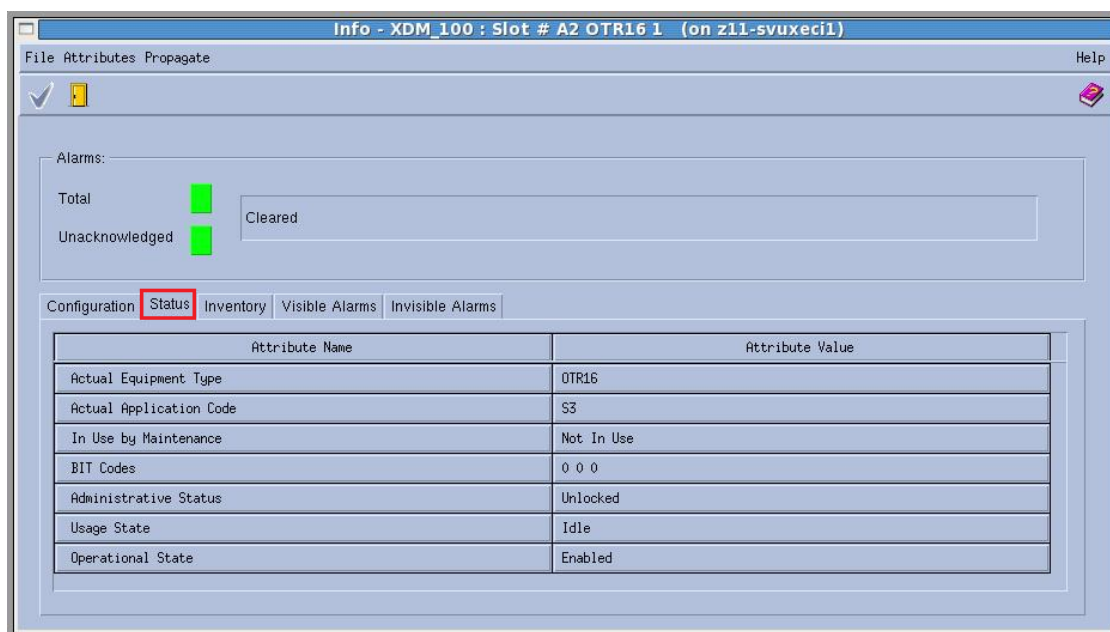 Info - XDM_100 : Slot # A2 OTR16 1 (on z11-svuxeci1)
File Attributes Propagate Help
Alarms:
Total
Cleared
Unacknowledged
Configuration Status Inventory Visible Alarms Invisible Alarms
Attribute Name Attribute Value
Actual Equipment Type OTR16
Actual Application Code S3
In Use by Maintenance Not In Use
BIT Codes 0 0 0
Administrative Status Unlocked
Usage State Idle
Operational State Enabled